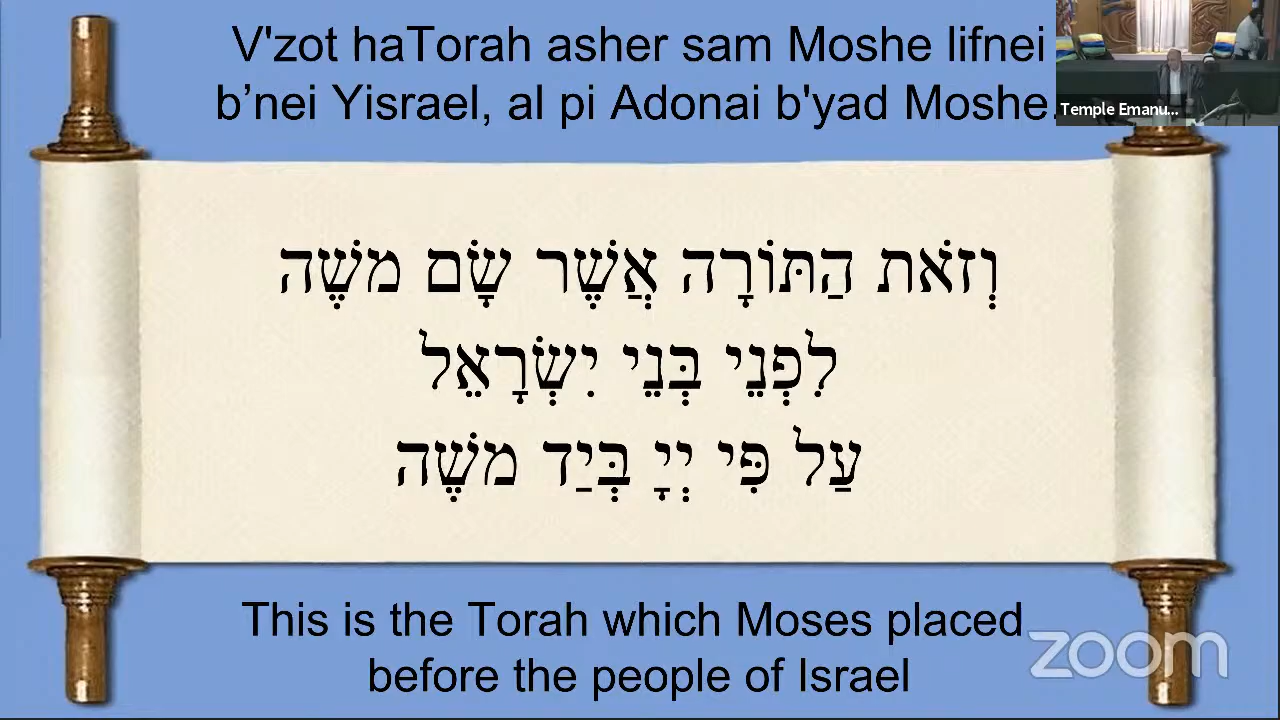 V'zot haTorah asher sam Moshe lifnei
b’nei Yisrael, al pi Adonai b'yad Moshe.
Temple Emanu...
וְזֹאת הַתּוֹרָה אֲשֶׁר שָׂם מֹשֶׁה
לִפְנֵי בְּנֵי יִשְׂרָאֵל
עַל פִּי יְיָ בְּיַד מֹשֶׁה
This is the Torah which Moses placed
before the people of Israel
zoom